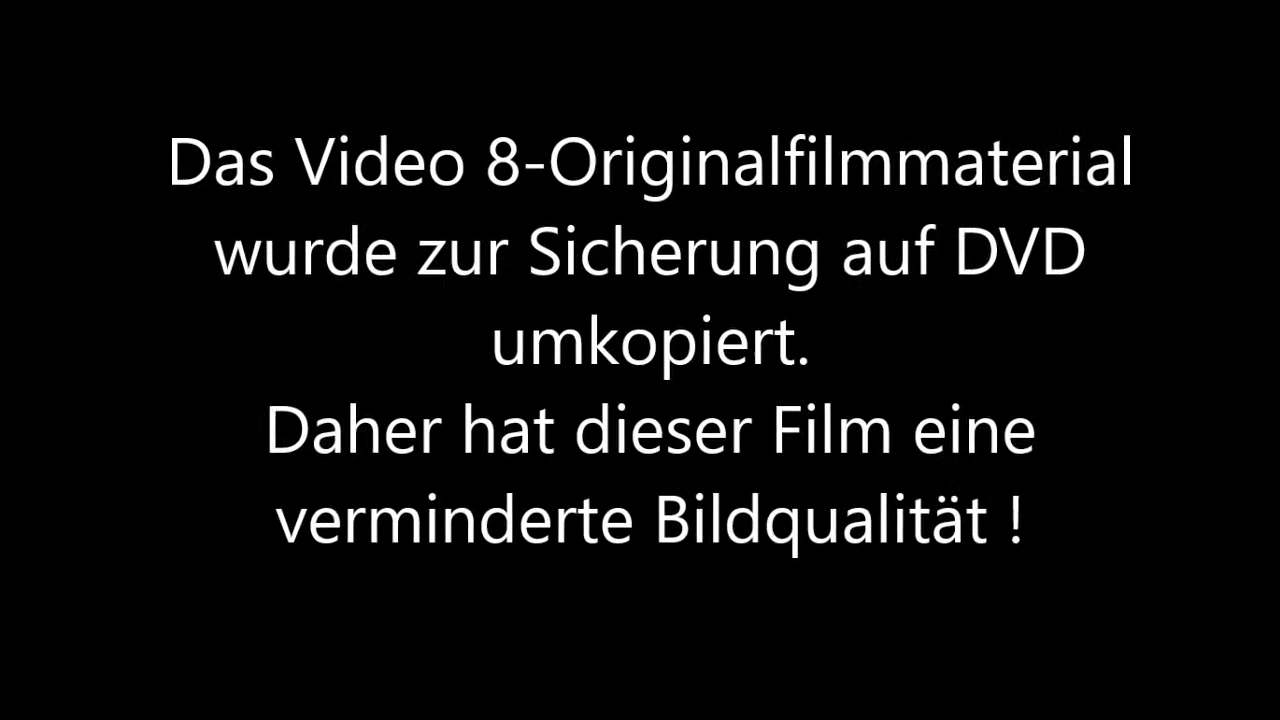 Das Video 8-Originalfilmmaterial
wurde zur Sicherung auf DVD
umkopiert.
Daher hat dieser Film eine
verminderte Bildqualität !